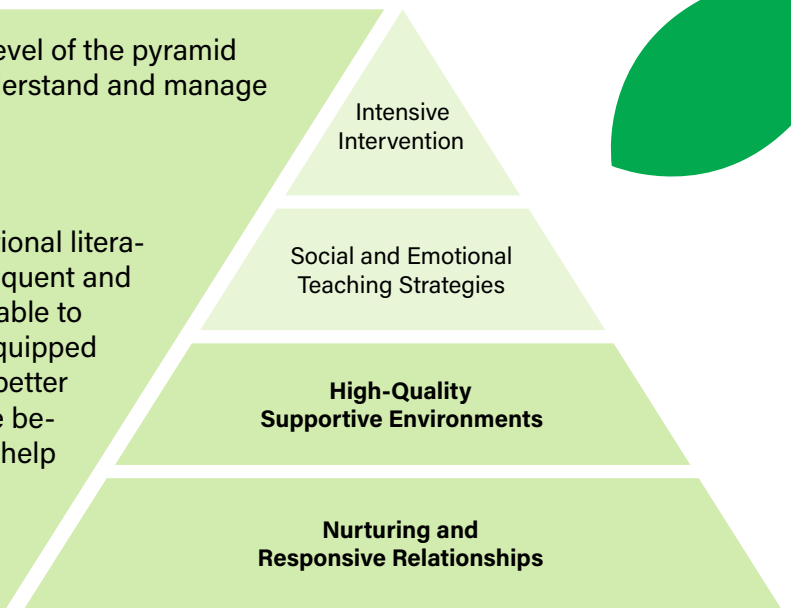 evel of the pyramid
erstand and manage
ional litera-
quent and
able to
quipped
better
e be-
help
Intensive
Intervention
Social and Emotional
Teaching Strategies
High-Quality
Supportive Environments
Nurturing and
Responsive Relationships